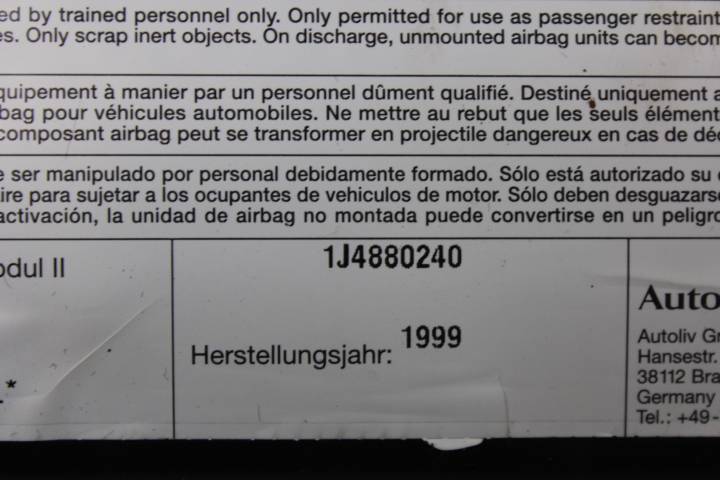 ed by trained personnel only. Only permitted for use as passenger restraint
es. Only scrap inert objects. On discharge, unmounted airbag units can becom
quipement à manier par un personnel dûment qualifié. Destiné uniquement a
bag pour véhicules automobiles. Ne mettre au rebut que les seuls élément
composant airbag peut se transformer en projectile dangereux en cas de déc
e ser manipulado por personal debidamente formado. Sólo está autorizado su
ire para sujetar a los ocupantes de vehiculos de motor. Sólo deben desguazarse
activación, la unidad de airbag no montada puede convertirse en un peligro
odul II
1J4880240
Herstellungsjahr: 1999
Auto
Autoliv G
Hansestr.
38112 Bra
Germany
Tel.: +49-